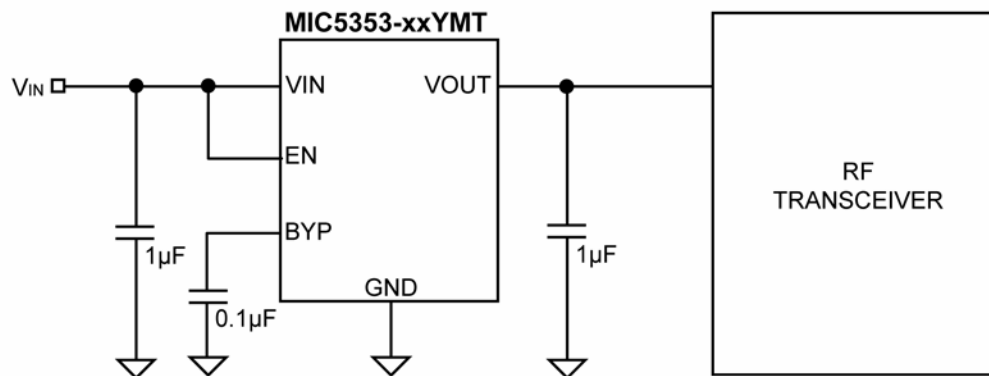 MIC5353-xxYMT
VIN
VIN
VOUT
EN
BYP
GND
1µF
0.1µF
1µF
RF
TRANSCEIVER